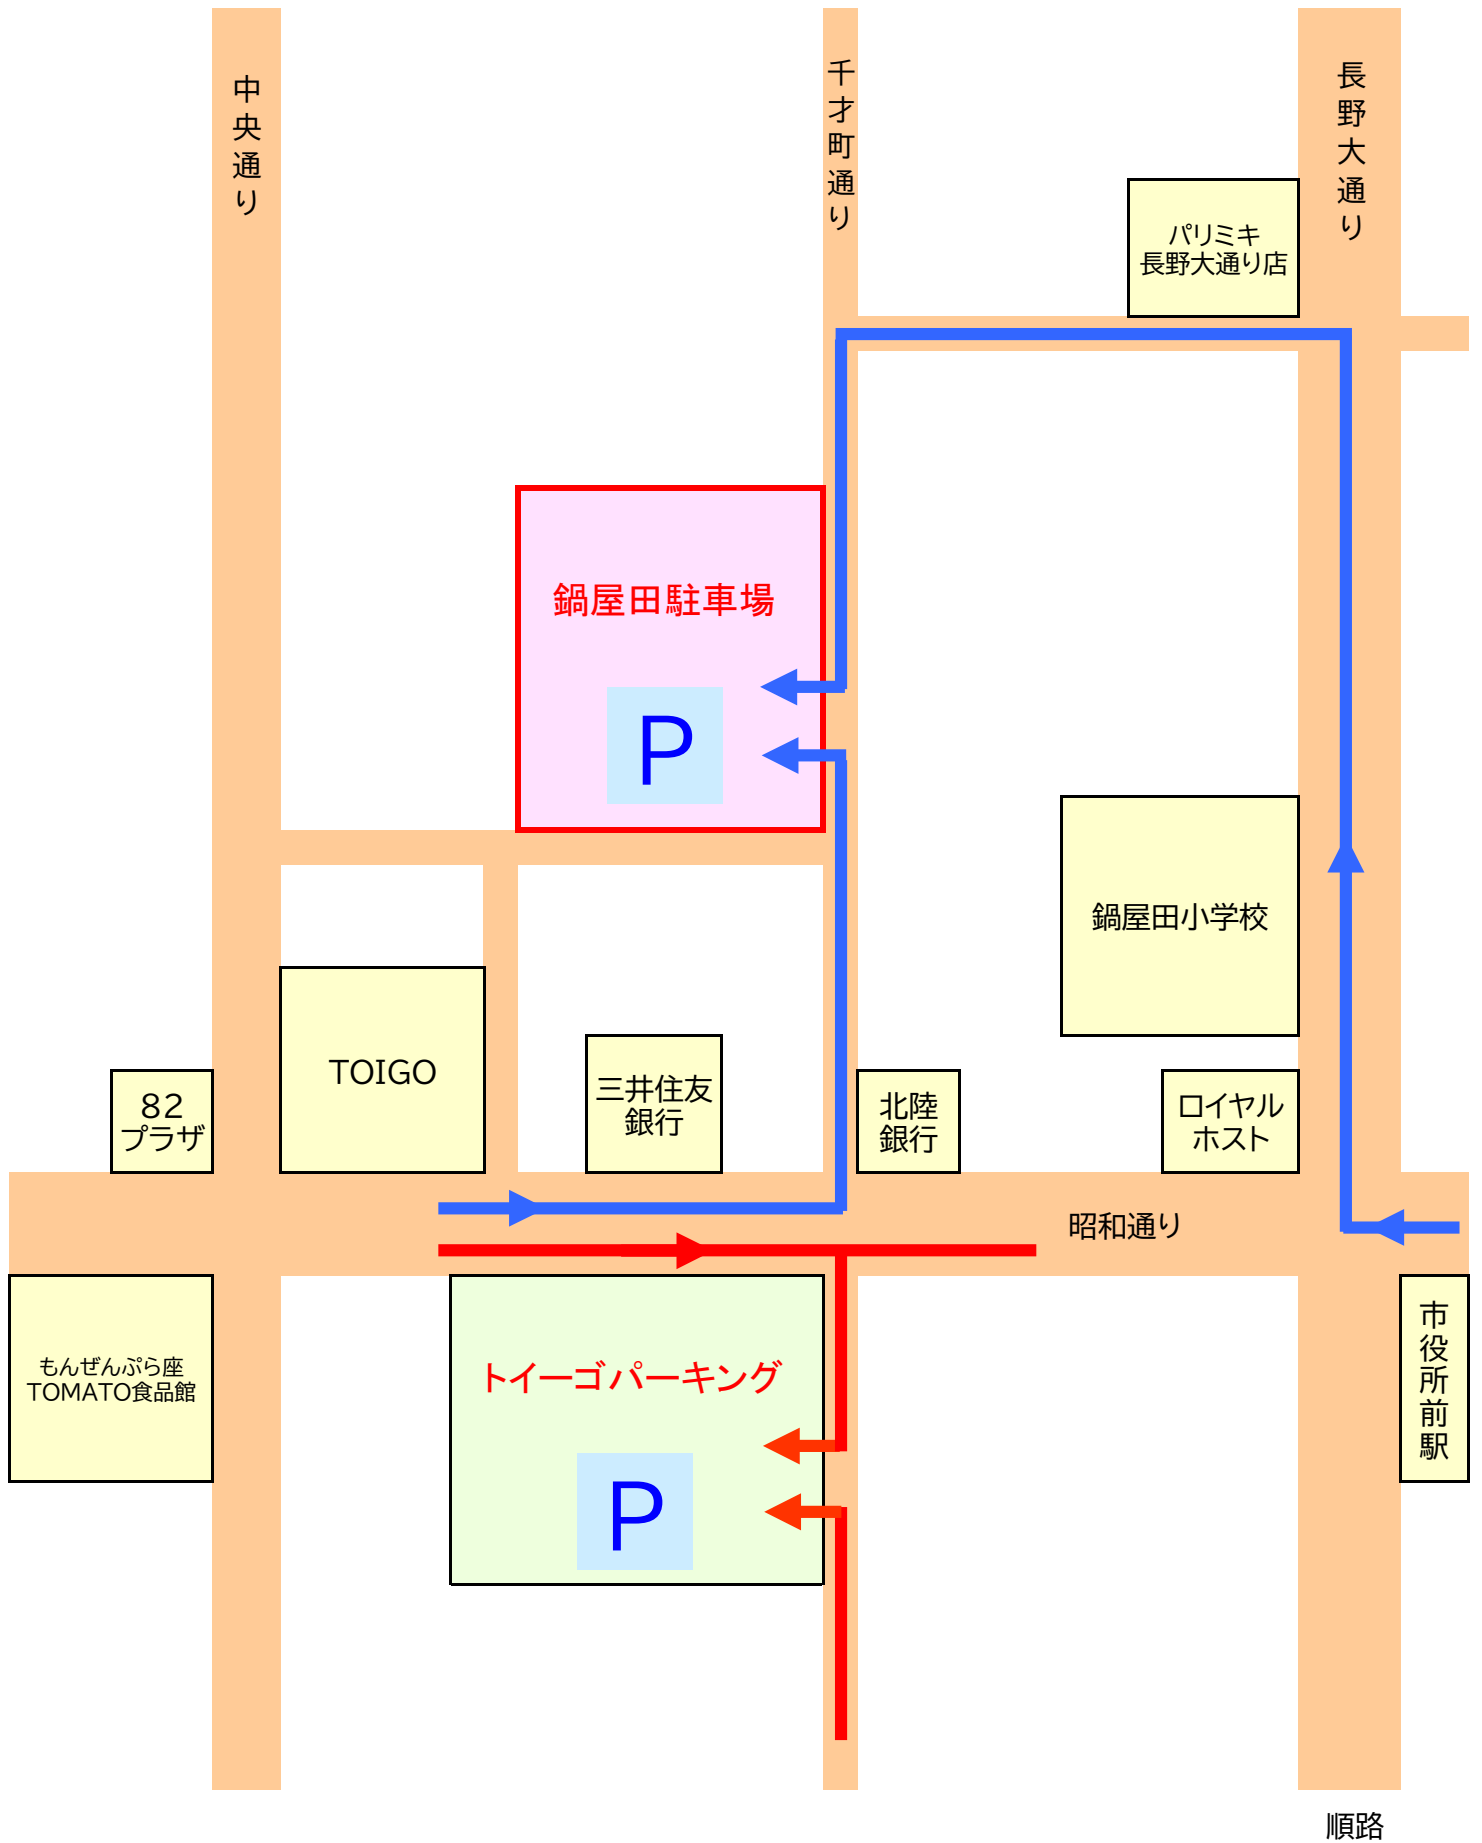 中央通り
千才町通り
長野大通り
パリミキ
長野大通り店
鍋屋田駐車場
P
鍋屋田小学校
TOIGO
三井住友
銀行
82
プラザ
北陸
銀行
ロイヤル
ホスト
昭和通り
もんぜんぷら座
TOMATO食品館
トイーゴパーキング
P
市役所前駅
順路